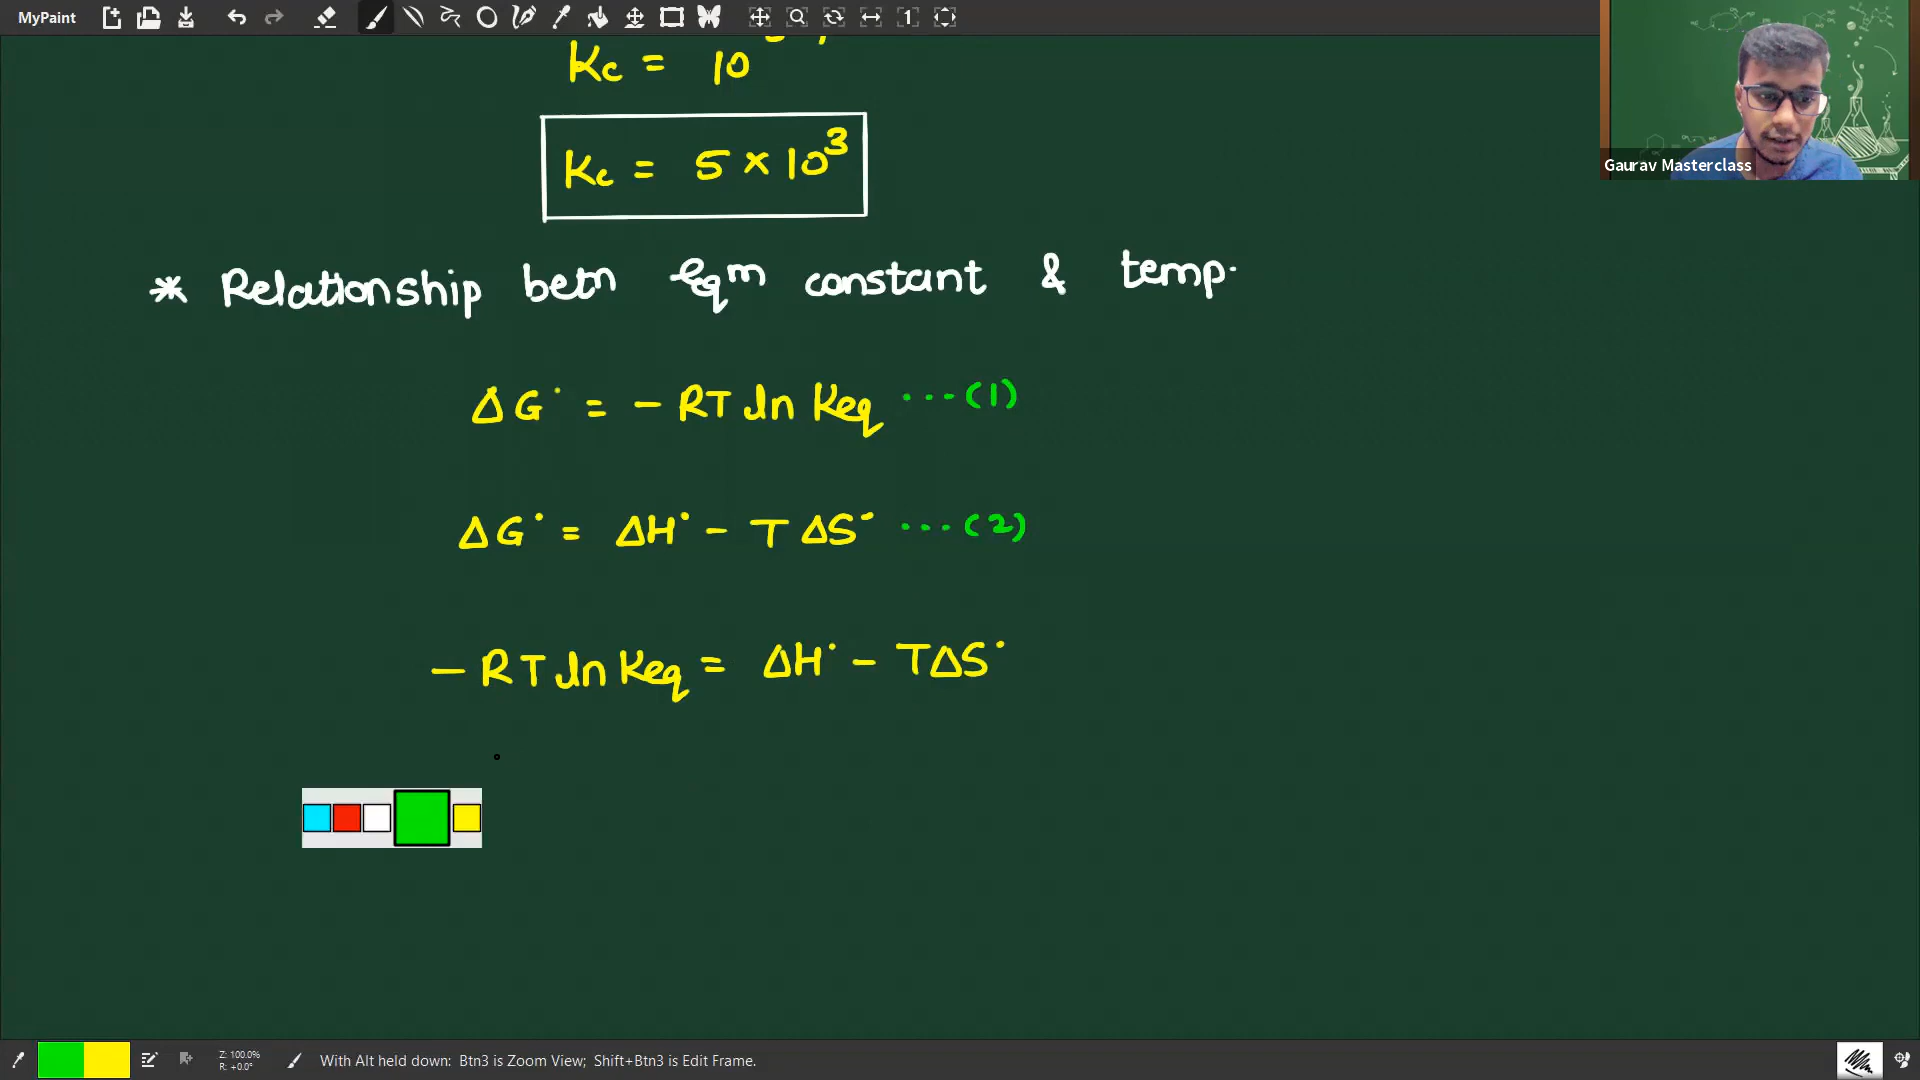 MyPaint
Kc = 10
Kc = 5 × 10³
Gaurav Masterclass
* Relationship betn Eqm constant & temp.
ΔG° = - RT ln Keq ...(1)
ΔG° = ΔH° - TΔS° ...(2)
- RT ln Keq = ΔH° - TΔS°
Z: 100.0%
R: +0.0°
With Alt held down: Btn3 is Zoom View; Shift+Btn3 is Edit Frame.